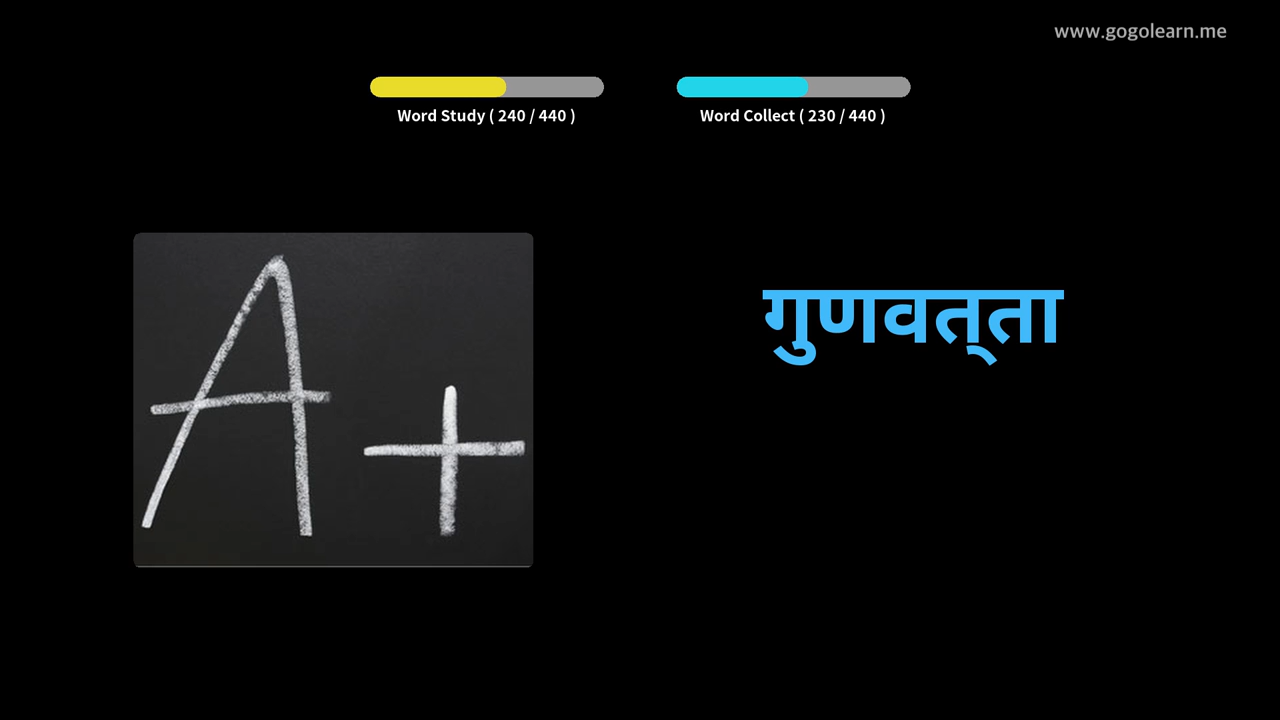 www.gogolearn.me
Word Study ( 240 / 440 )
Word Collect ( 230 / 440 )
A+
गुणवत्‌ता